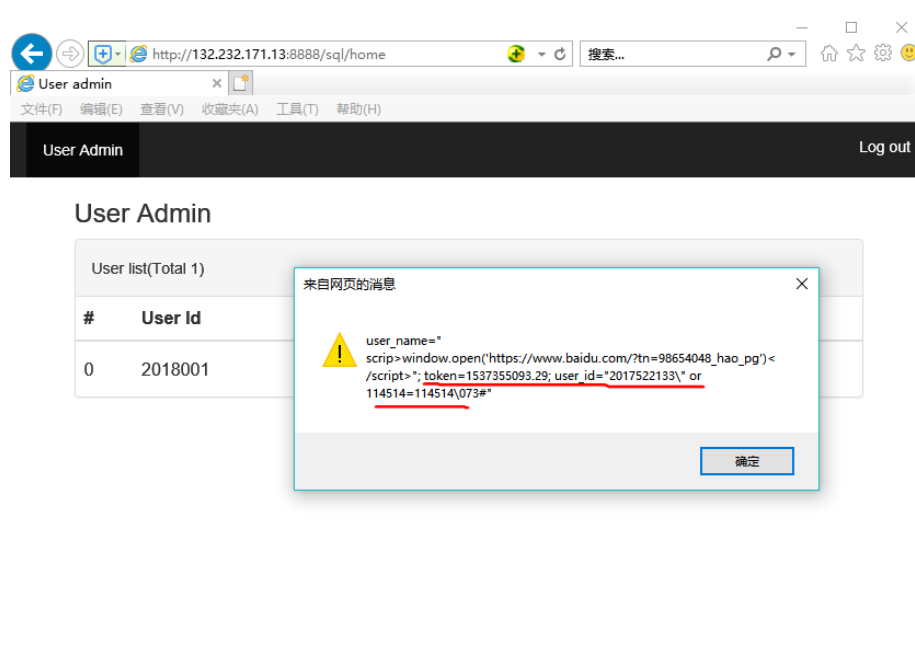 http://132.232.171.13:8888/sql/home
搜索...
User admin
文件(F) 编辑(E) 查看(V) 收藏夹(A) 工具(T) 帮助(H)
User Admin
Log out
User Admin
User list(Total 1)
# User Id
0 2018001
来自网页的消息
user_name="
scrip>window.open('https://www.baidu.com/?tn=98654048_hao_pg')<
/script>"; token=1537355093.29; user_id="2017522133\" or
114514=114514\073#"
确定